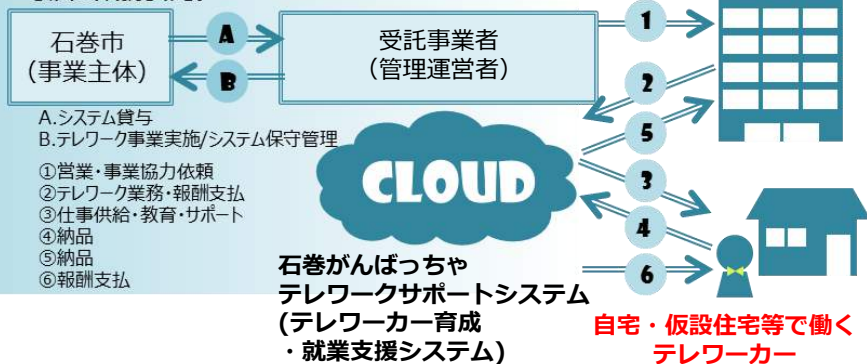 石巻市
(事業主体)
A
B
受託事業者
(管理運営者)
1
2
5
3
4
6
A.システム貸与
B.テレワーク事業実施/システム保守管理
①営業・事業協力依頼
②テレワーク業務・報酬支払
③仕事供給・教育・サポート
④納品
⑤納品
⑥報酬支払
CLOUD
石巻がんばっちゃ
テレワークサポートシステム
(テレワーカー育成
・就業支援システム)
自宅・仮設住宅等で働く
テレワーカー